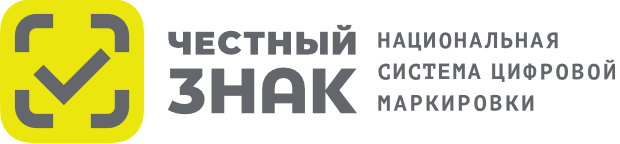 ЧЕСТНЫЙ
ЗНАК
НАЦИОНАЛЬНАЯ
СИСТЕМА ЦИФРОВОЙ
МАРКИРОВКИ